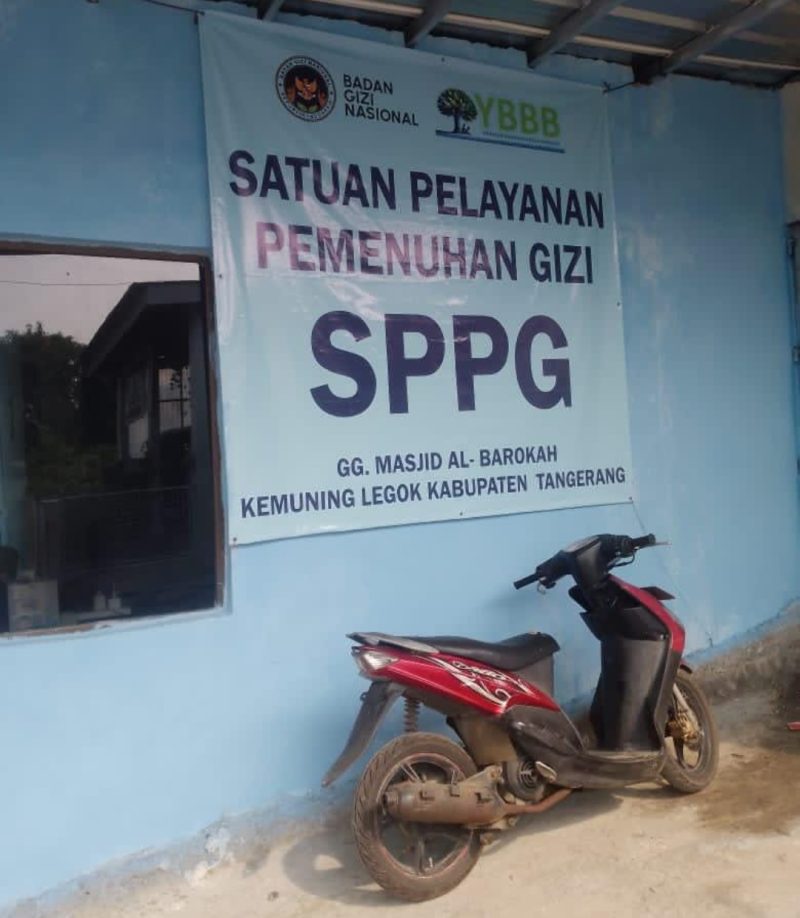 BADAN
GIZI
NASIONAL
YBBB
SATUAN PELAYANAN
PEMENUHAN GIZI
SPPG
GG. MASJID AL- BAROKAH
KEMUNING LEGOK KABUPATEN TANGERANG